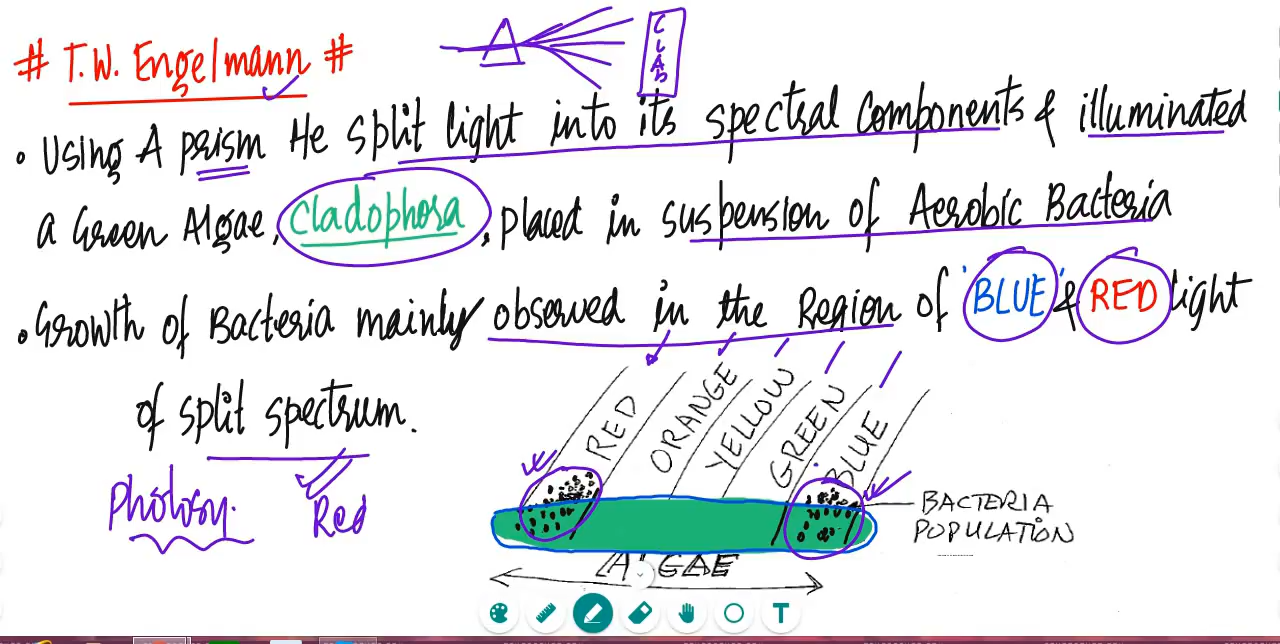 # T.W. Engelmann #
CLAD
• Using A prism He split light into its spectral components & illuminated
a Green Algae, Cladophora, placed in suspension of Aerobic Bacteria
• Growth of Bacteria mainly observed in the Region of 'BLUE' & RED light
of split spectrum.
Photosy. Red
RED ORANGE YELLOW GREEN BLUE
BACTERIA
POPULATION
ALGAE
T